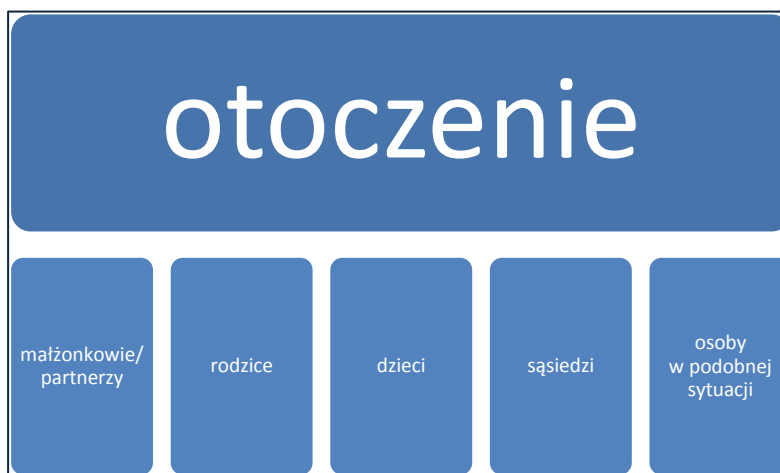 otoczenie
małżonkowie/
partnerzy
rodzice
dzieci
sąsiedzi
osoby
w podobnej
sytuacji